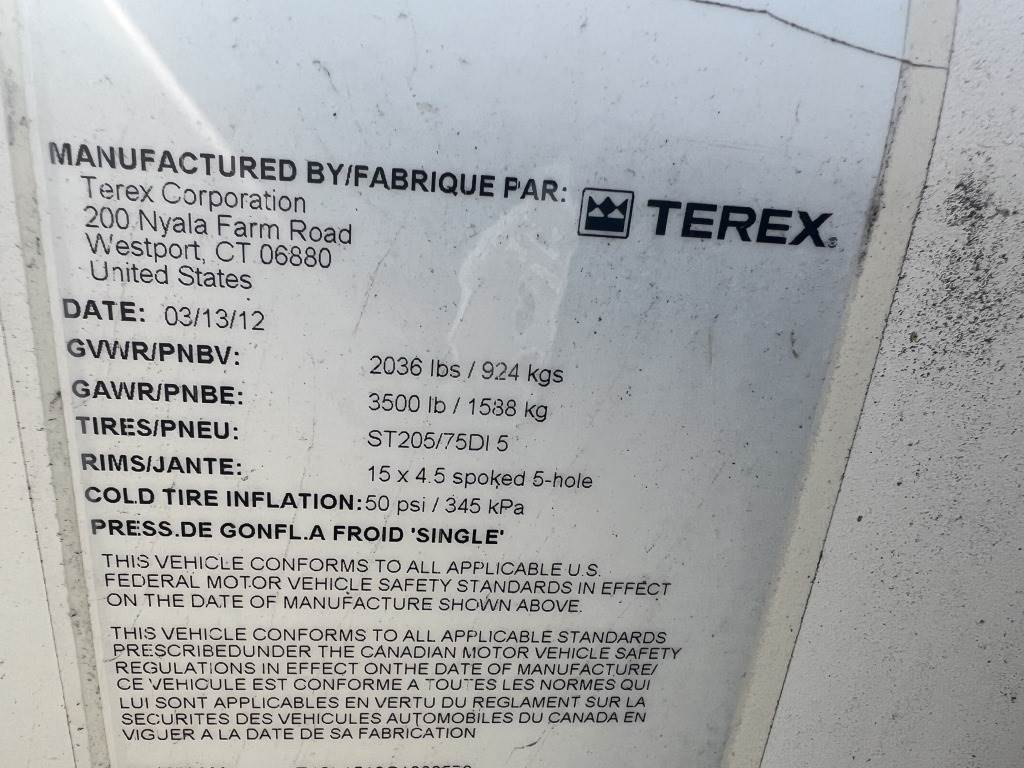 MANUFACTURED BY/FABRIQUE PAR:
TEREX®
Terex Corporation
200 Nyala Farm Road
Westport, CT 06880
United States
DATE: 03/13/12
GVWR/PNBV: 2036 lbs / 924 kgs
GAWR/PNBE: 3500 lb / 1588 kg
TIRES/PNEU: ST205/75DI 5
RIMS/JANTE: 15 x 4.5 spoked 5-hole
COLD TIRE INFLATION: 50 psi / 345 kPa
PRESS.DE GONFL.A FROID 'SINGLE'
THIS VEHICLE CONFORMS TO ALL APPLICABLE U.S.
FEDERAL MOTOR VEHICLE SAFETY STANDARDS IN EFFECT
ON THE DATE OF MANUFACTURE SHOWN ABOVE.
THIS VEHICLE CONFORMS TO ALL APPLICABLE STANDARDS
PRESCRIBEDUNDER THE CANADIAN MOTOR VEHICLE SAFETY
REGULATIONS IN EFFECT ONTHE DATE OF MANUFACTURE/
CE VEHICULE EST CONFORME A TOUTES LES NORMES QUI
LUI SONT APPLICABLES EN VERTU DU REGLEMENT SUR LA
SECURITES DES VEHICULES AUTOMOBILES DU CANADA EN
VIGUER A LA DATE DE SA FABRICATION